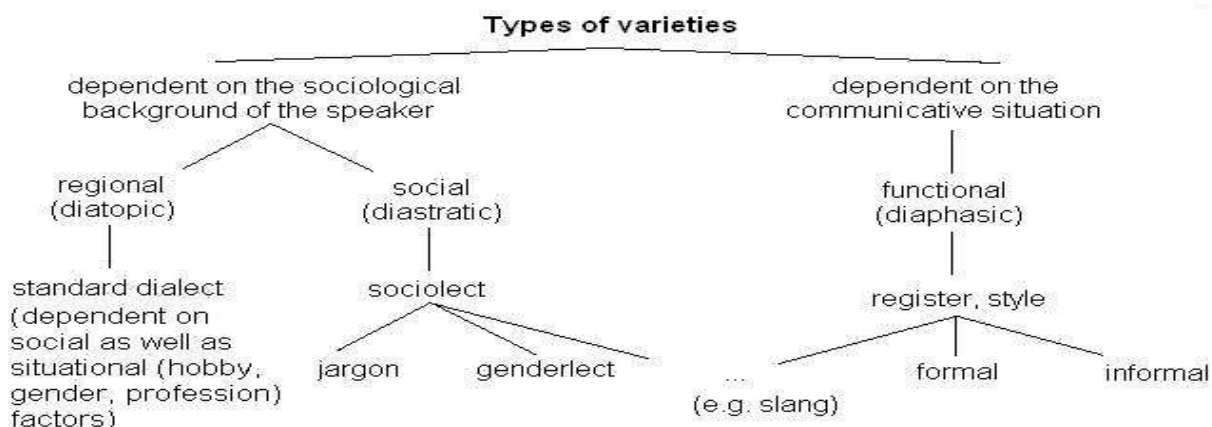 Types of varieties
dependent on the sociological
background of the speaker
dependent on the
communicative situation
regional
(diatopic)
social
(diastratic)
functional
(diaphasic)
standard dialect
(dependent on
social as well as
situational (hobby,
gender, profession)
factors)
sociolect
register, style
jargon
genderlect
...
(e.g. slang)
formal
informal